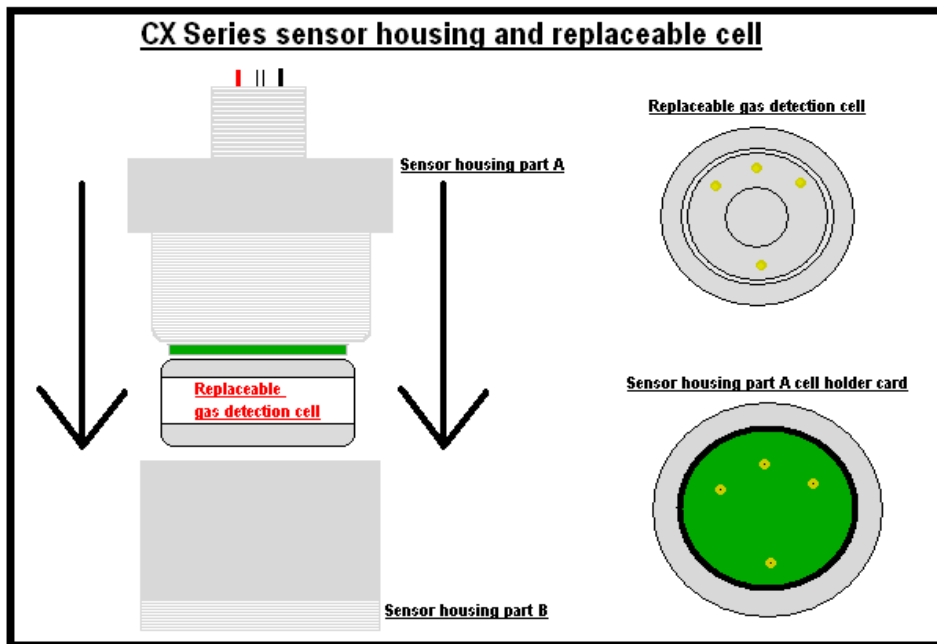 CX Series sensor housing and replaceable cell
Replaceable gas detection cell
Sensor housing part A
Replaceable
gas detection cell
Sensor housing part A cell holder card
Sensor housing part B